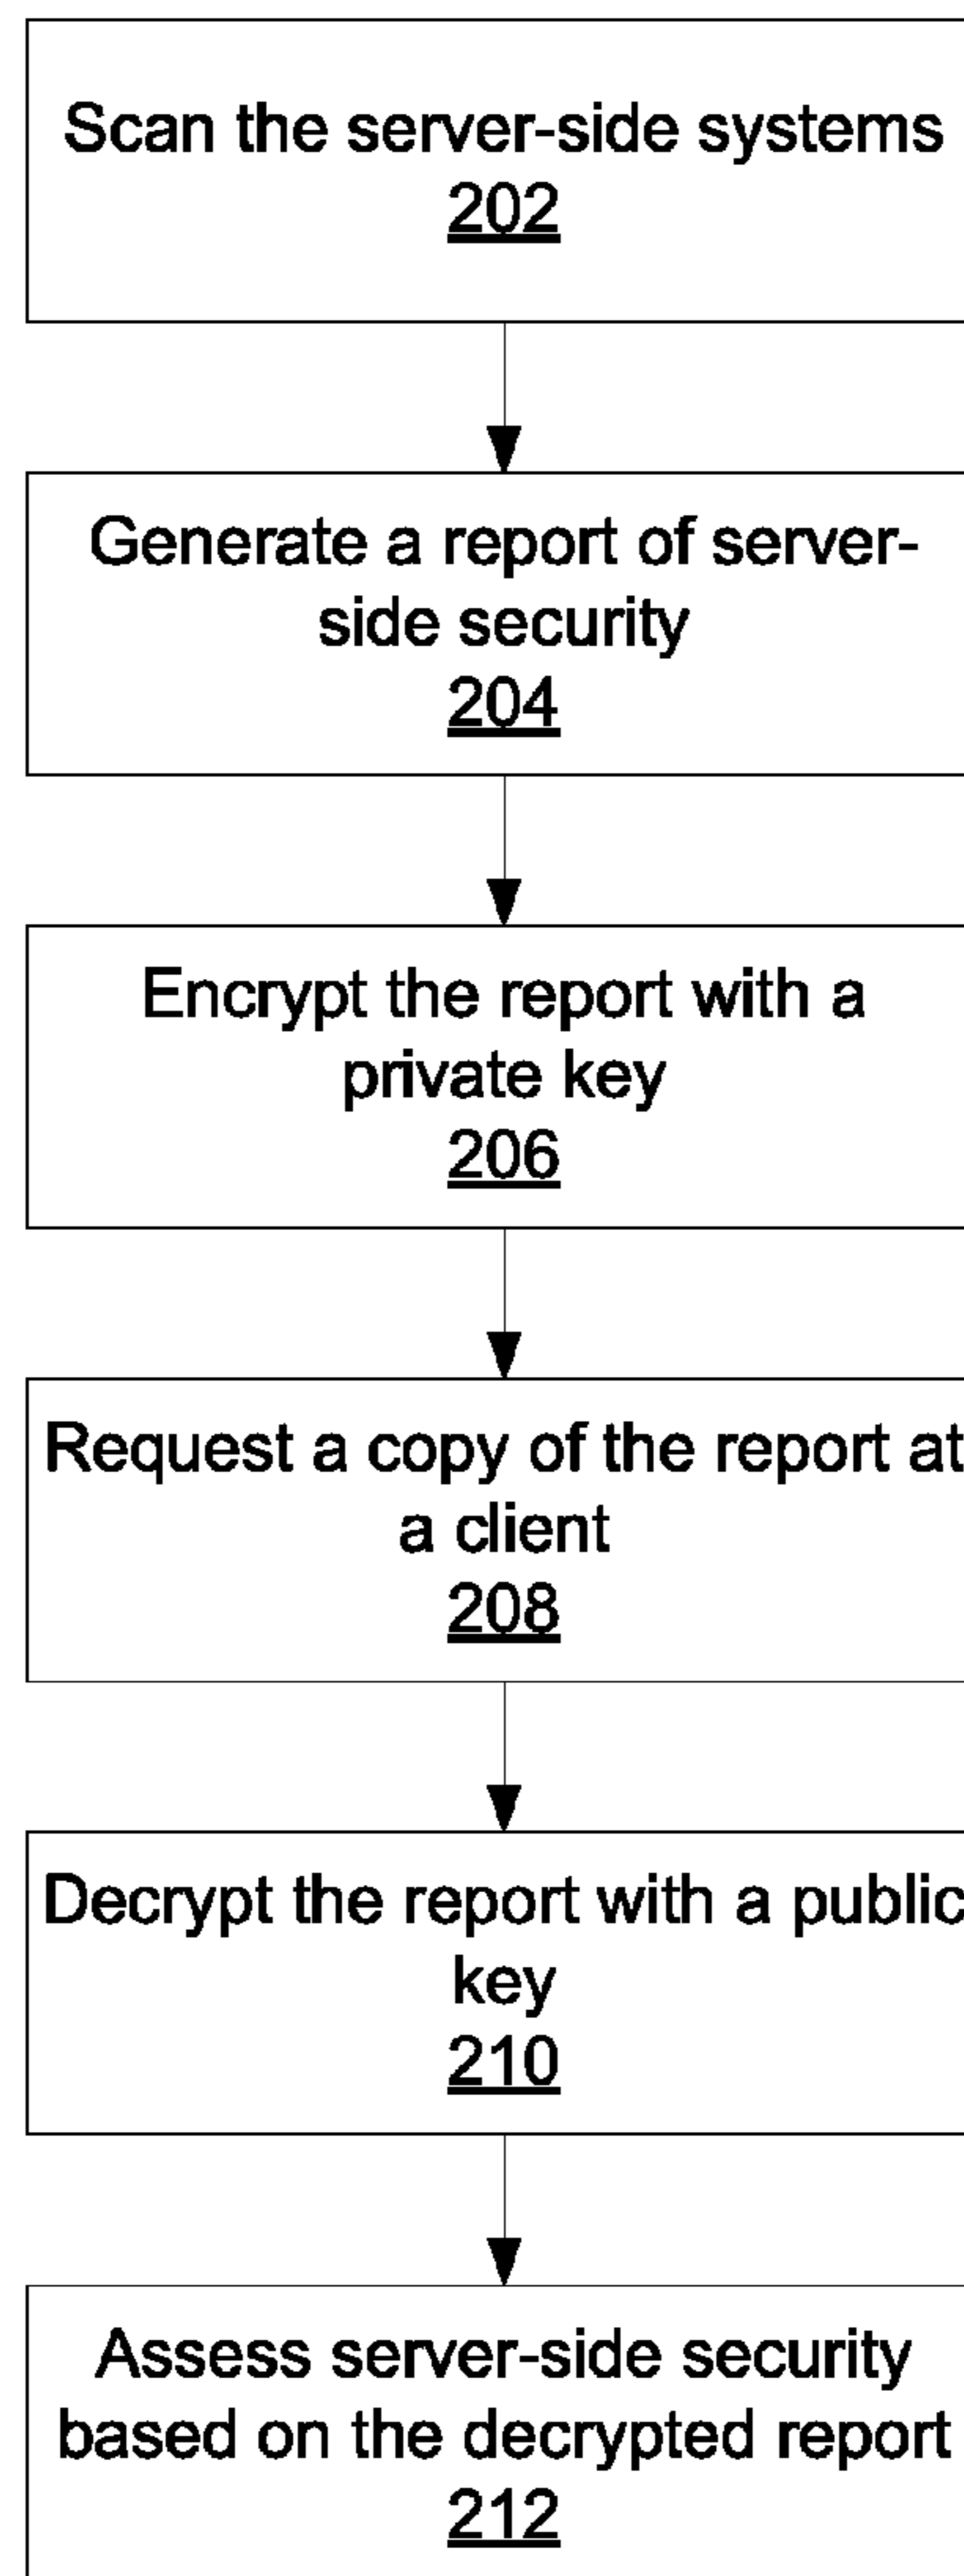 Scan the server-side systems
202
Generate a report of server-
side security
204
Encrypt the report with a
private key
206
Request a copy of the report at
a client
208
Decrypt the report with a public
key
210
Assess server-side security
based on the decrypted report
212